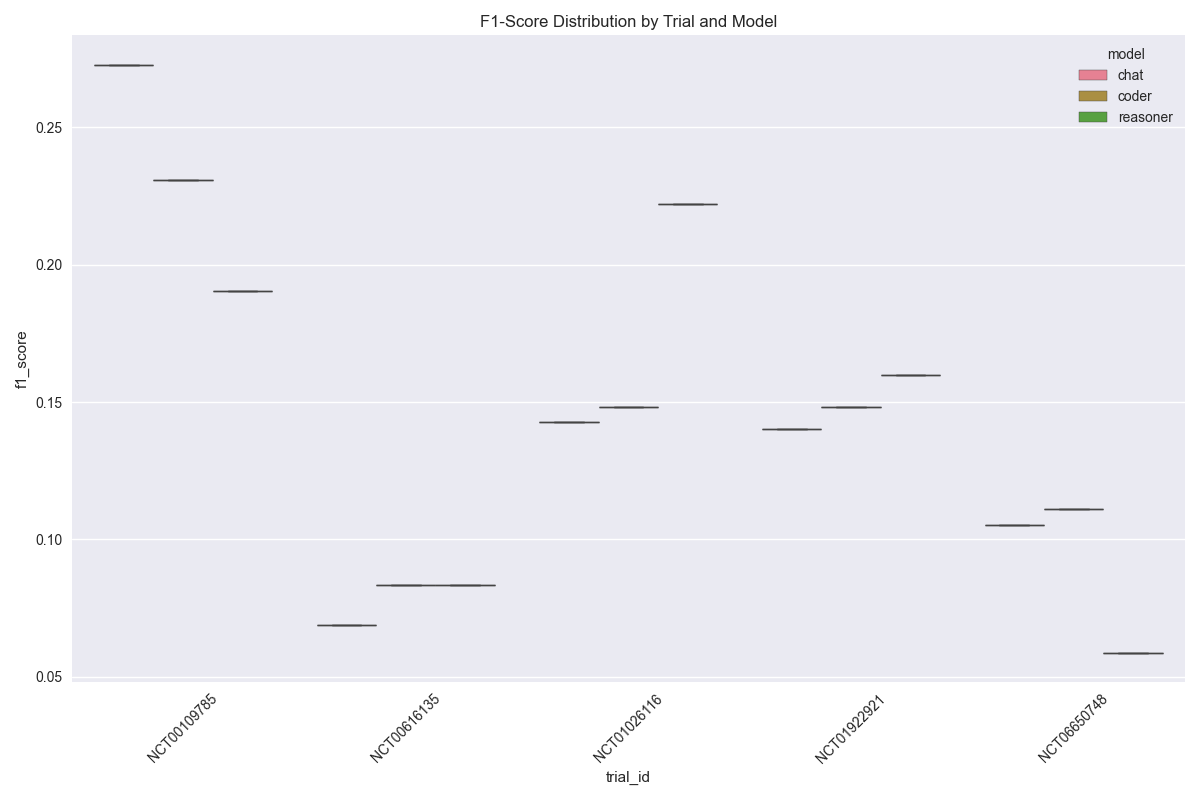 F1-Score Distribution by Trial and Model
model
chat
coder
reasoner
f1_score
0.25
0.20
0.15
0.10
0.05
NCT00109785
NCT00616135
NCT01026116
NCT01922921
NCT06650748
trial_id